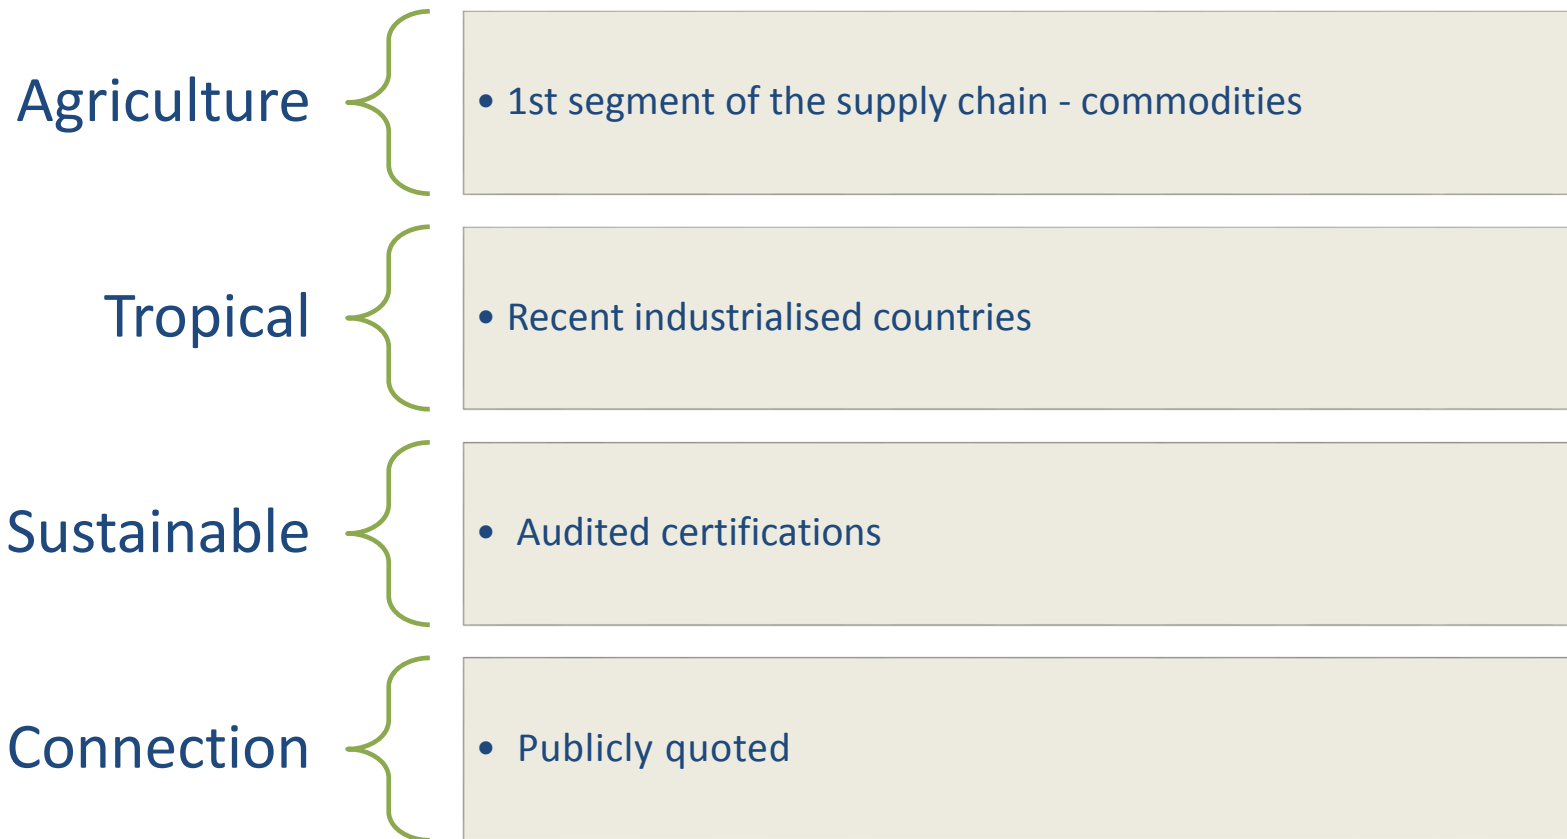 Agriculture
• 1st segment of the supply chain - commodities
Tropical
• Recent industrialised countries
Sustainable
• Audited certifications
Connection
• Publicly quoted